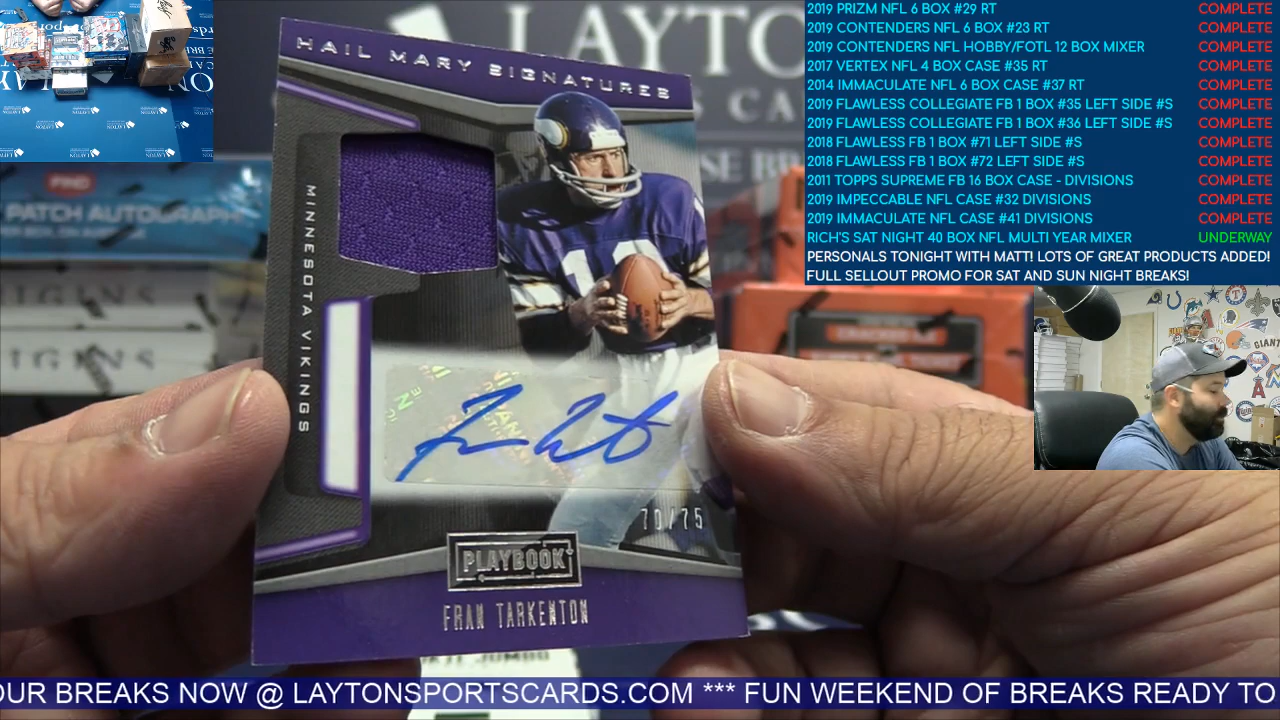 2019 PRIZM NFL 6 BOX #29 RT COMPLETE
2019 CONTENDERS NFL 6 BOX #23 RT COMPLETE
2019 CONTENDERS NFL HOBBY/FOTL 12 BOX MIXER COMPLETE
2017 VERTEX NFL 4 BOX CASE #35 RT COMPLETE
2014 IMMACULATE NFL 6 BOX CASE #37 RT COMPLETE
2019 FLAWLESS COLLEGIATE FB 1 BOX #35 LEFT SIDE #S COMPLETE
2019 FLAWLESS COLLEGIATE FB 1 BOX #36 LEFT SIDE #S COMPLETE
2018 FLAWLESS FB 1 BOX #71 LEFT SIDE #S COMPLETE
2018 FLAWLESS FB 1 BOX #72 LEFT SIDE #S COMPLETE
2011 TOPPS SUPREME FB 16 BOX CASE - DIVISIONS COMPLETE
2019 IMPECCABLE NFL CASE #32 DIVISIONS COMPLETE
2019 IMMACULATE NFL CASE #41 DIVISIONS COMPLETE
RICH'S SAT NIGHT 40 BOX NFL MULTI YEAR MIXER UNDERWAY
PERSONALS TONIGHT WITH MATT! LOTS OF GREAT PRODUCTS ADDED!
FULL SELLOUT PROMO FOR SAT AND SUN NIGHT BREAKS!
LAYTO
CA
SE BR
HAIL MARY SIGNATURES
MINNESOTA VIKINGS
FIND
PATCH AUTOGRAPH
70/75
PLAYBOOK
FRAN TARKENTON
OUR BREAKS NOW @ LAYTONSPORTSCARDS.COM *** FUN WEEKEND OF BREAKS READY TO